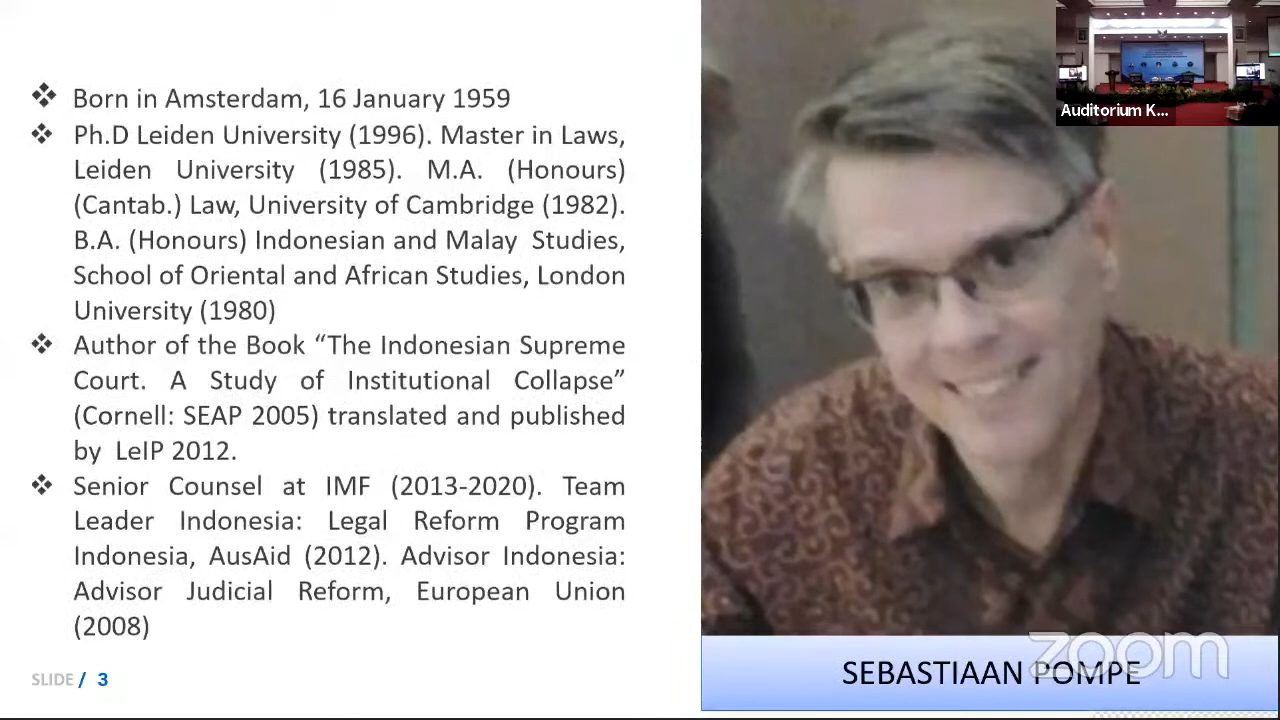 Born in Amsterdam, 16 January 1959
Ph.D Leiden University (1996). Master in Laws,
Leiden University (1985). M.A. (Honours)
(Cantab.) Law, University of Cambridge (1982).
B.A. (Honours) Indonesian and Malay Studies,
School of Oriental and African Studies, London
University (1980)
Author of the Book “The Indonesian Supreme
Court. A Study of Institutional Collapse”
(Cornell: SEAP 2005) translated and published
by LeIP 2012.
Senior Counsel at IMF (2013-2020). Team
Leader Indonesia: Legal Reform Program
Indonesia, AusAid (2012). Advisor Indonesia:
Advisor Judicial Reform, European Union
(2008)
SLIDE / 3
Auditorium K...
SEBASTIAAN POMPE
zoom